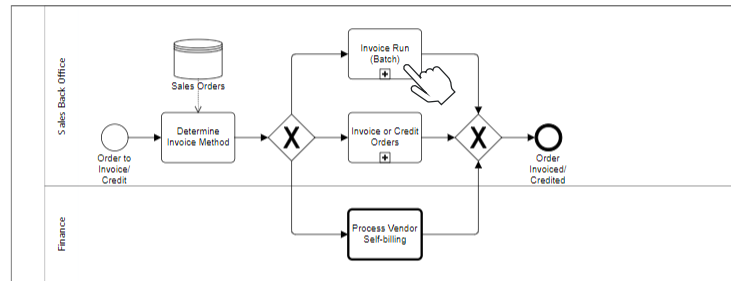 Sales Back Office
Sales Orders
Order to
Invoice/
Credit
Determine
Invoice Method
X
Invoice Run
(Batch)
Invoice or Credit
Orders
X
Order
Invoiced/
Credited
Finance
Process Vendor
Self-billing